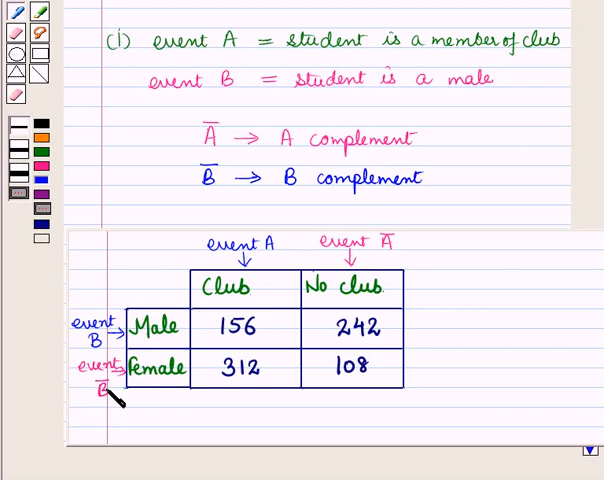 (i) event A = student is a member of club
event B = student is a male
A̅ → A complement
B̅ → B complement
event A event A̅
↓ ↓
Club No club
event B → Male 156 242
event B̅ → Female 312 108